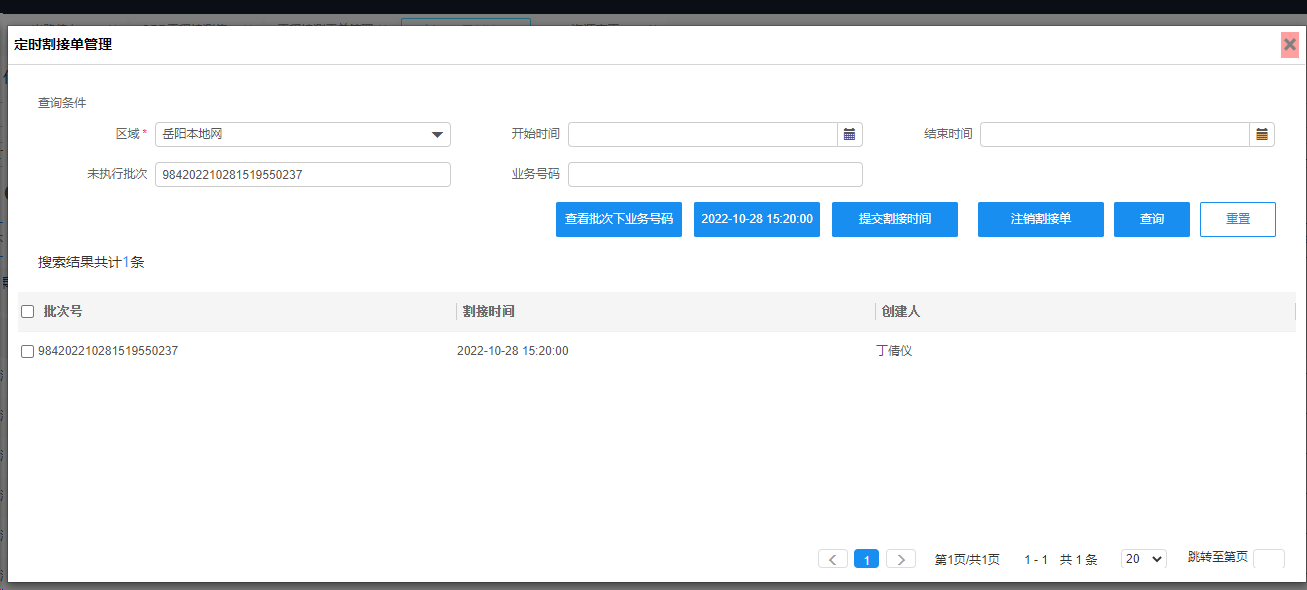 定时割接单管理
查询条件
区域* 岳阳本地网 开始时间 结束时间
未执行批次 984202210281519550237 业务号码
查看批次下业务号码 2022-10-28 15:20:00 提交割接时间 注销割接单 查询 重置
搜索结果共计1条
批次号 割接时间 创建人
984202210281519550237 2022-10-28 15:20:00 丁倩仪
1 第1页/共1页 1 - 1 共 1 条 20 跳转至第页